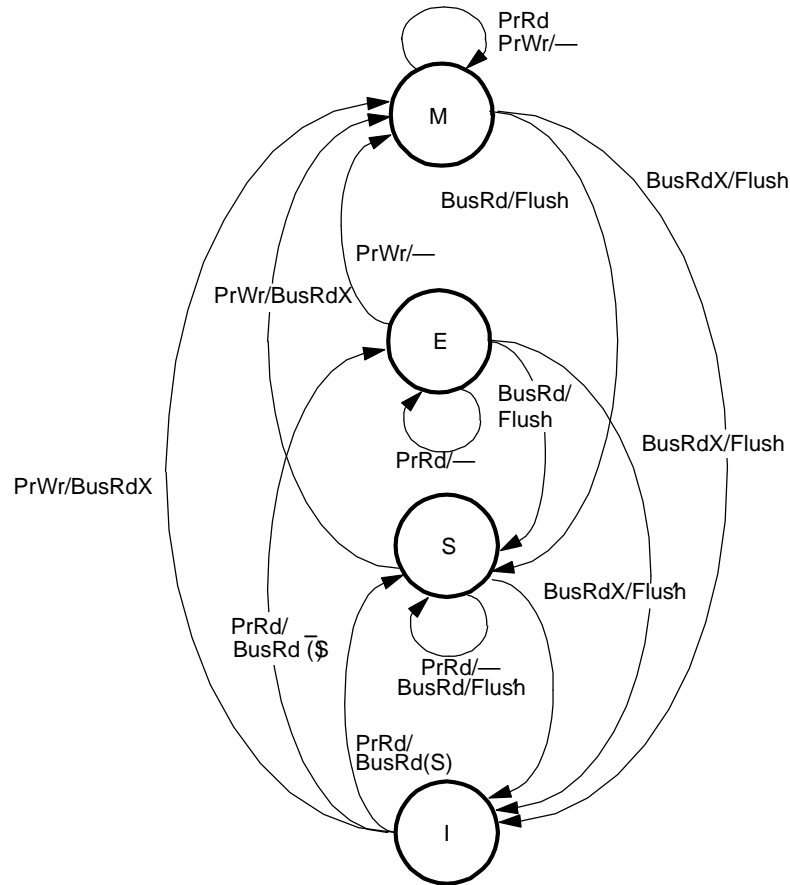 PrRd
PrWr/—
M
BusRdX/Flush
BusRd/Flush
PrWr/—
PrWr/BusRdX
E
BusRd/
Flush
BusRdX/Flush
PrRd/—
PrWr/BusRdX
S
BusRdX/Flush′
PrRd/
BusRd (S̅)
PrRd/—
BusRd/Flush′
PrRd/
BusRd(S)
I